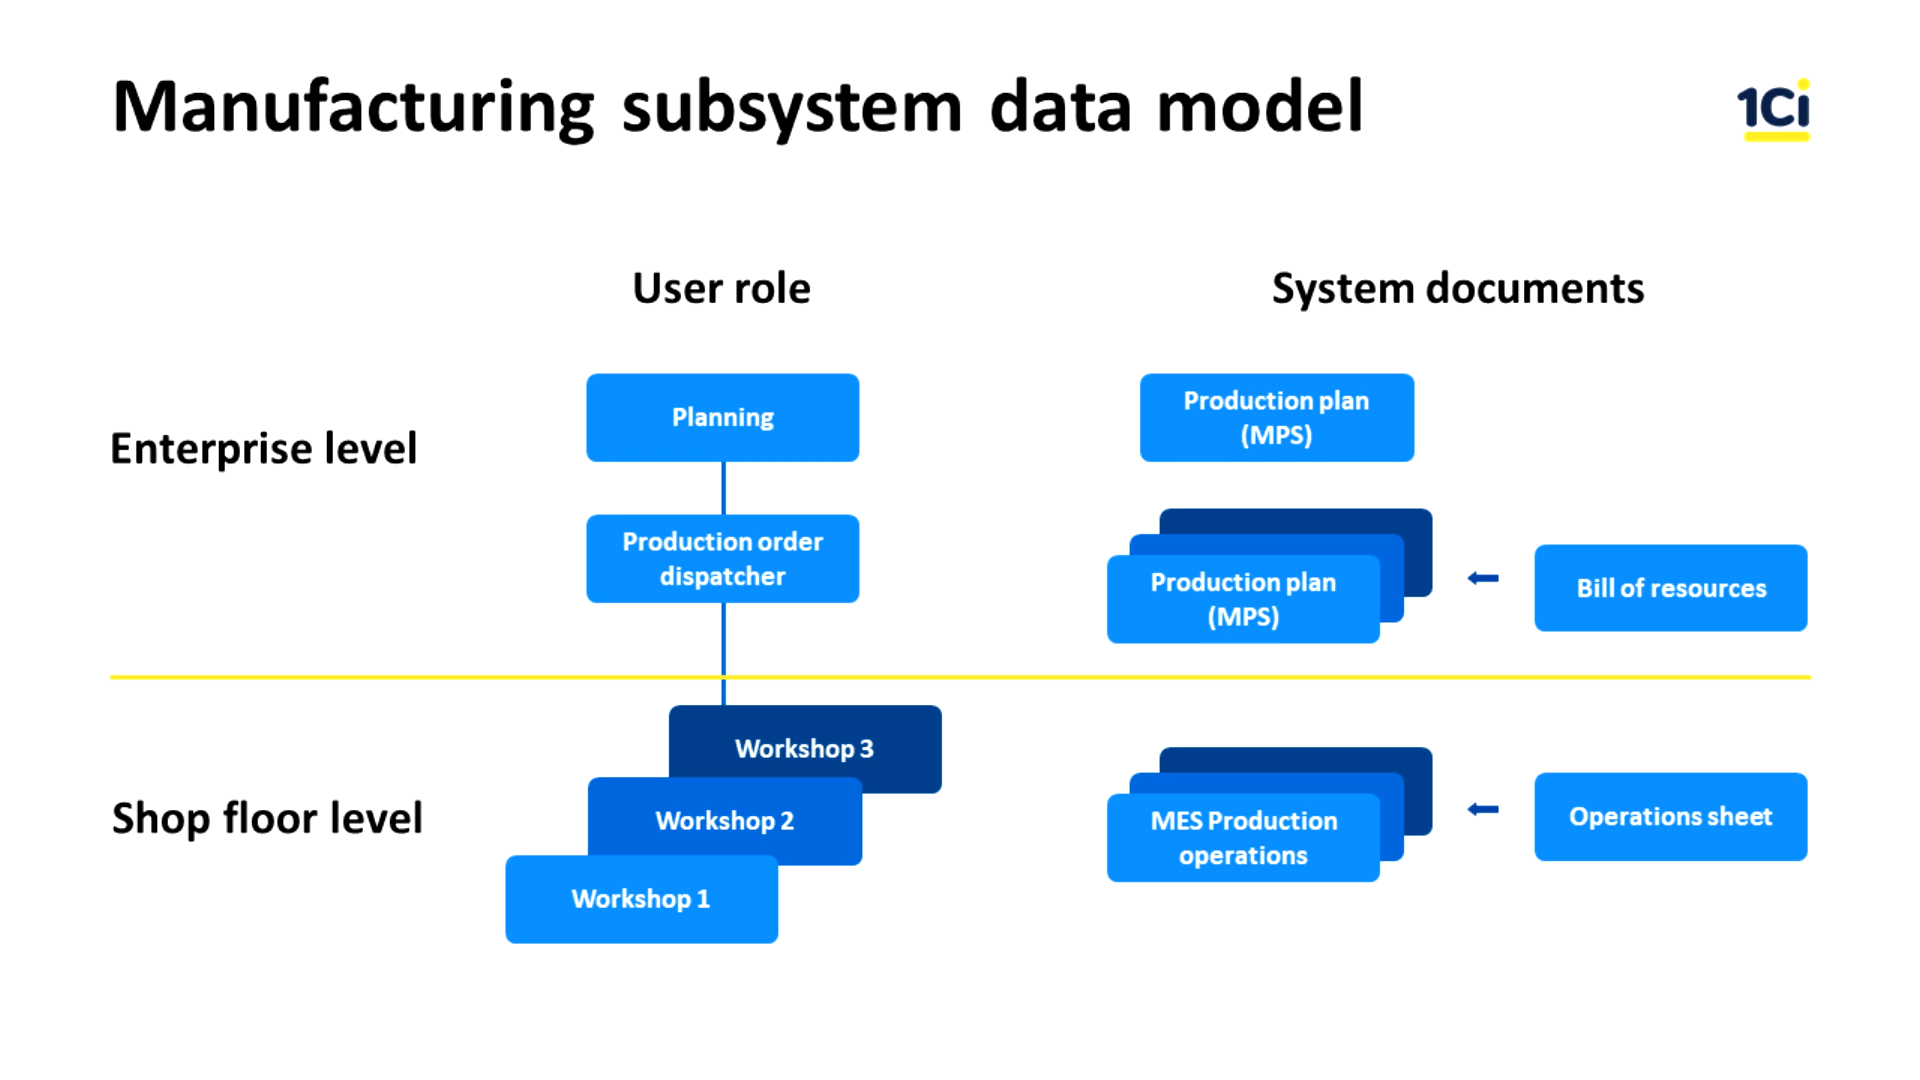 Manufacturing subsystem data model
1Ci
User role
System documents
Enterprise level
Planning
Production plan
(MPS)
Production order
dispatcher
Production plan
(MPS)
Bill of resources
Shop floor level
Workshop 3
Workshop 2
Workshop 1
MES Production
operations
Operations sheet